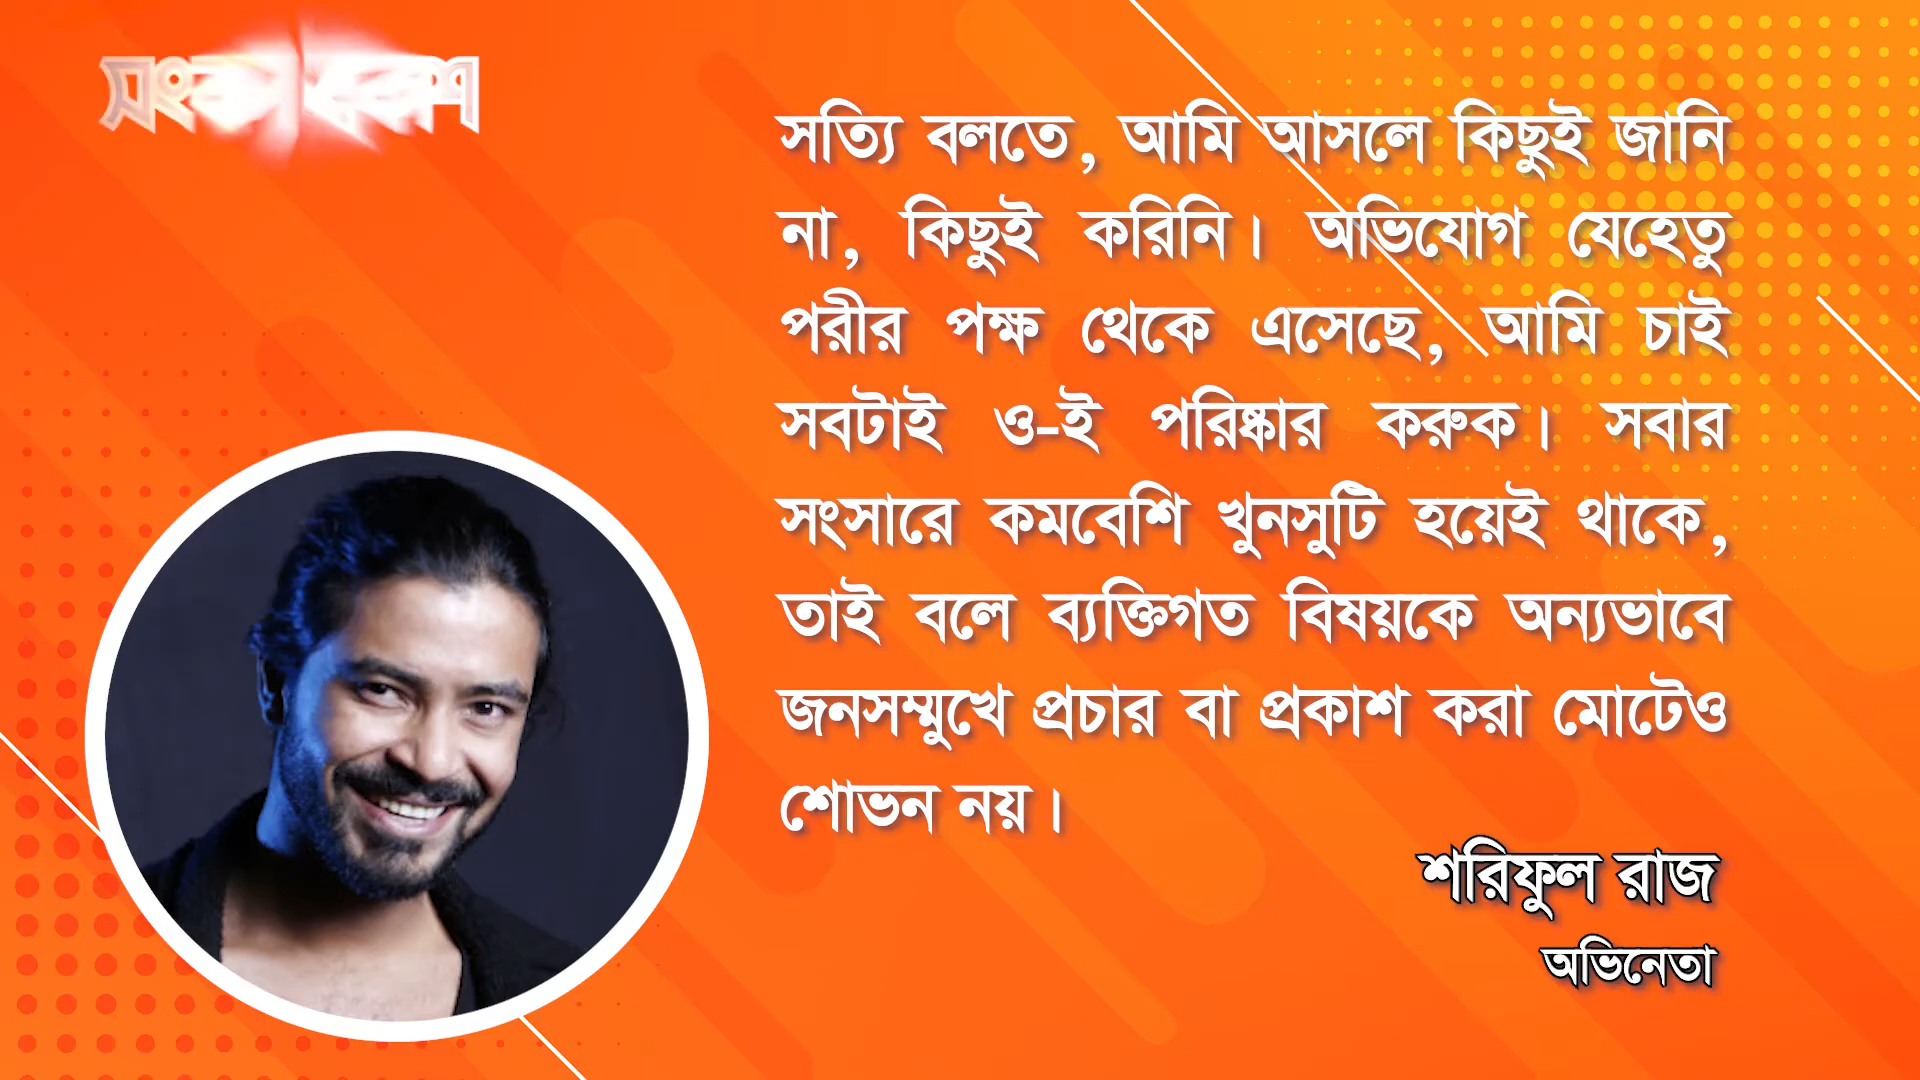 সত্যি বলতে, আমি আসলে কিছুই জানি
না, কিছুই করিনি। অভিযোগ যেহেতু
পরীর পক্ষ থেকে এসেছে, আমি চাই
সবটাই ও-ই পরিষ্কার করুক। সবার
সংসারে কমবেশি খুনসুটি হয়েই থাকে,
তাই বলে ব্যক্তিগত বিষয়কে অন্যভাবে
জনসম্মুখে প্রচার বা প্রকাশ করা মোটেও
শোভন নয়।
শরিফুল রাজ
অভিনেতা